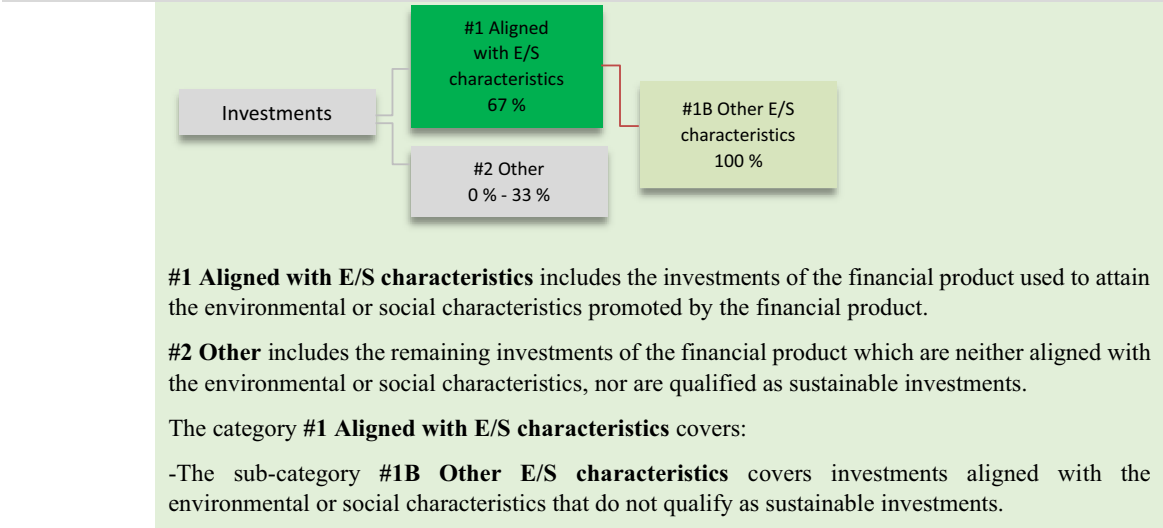 #1 Aligned
with E/S
characteristics
67 %
Investments
#1B Other E/S
characteristics
100 %
#2 Other
0 % - 33 %
#1 Aligned with E/S characteristics includes the investments of the financial product used to attain
the environmental or social characteristics promoted by the financial product.
#2 Other includes the remaining investments of the financial product which are neither aligned with
the environmental or social characteristics, nor are qualified as sustainable investments.
The category #1 Aligned with E/S characteristics covers:
-The sub-category #1B Other E/S characteristics covers investments aligned with the
environmental or social characteristics that do not qualify as sustainable investments.